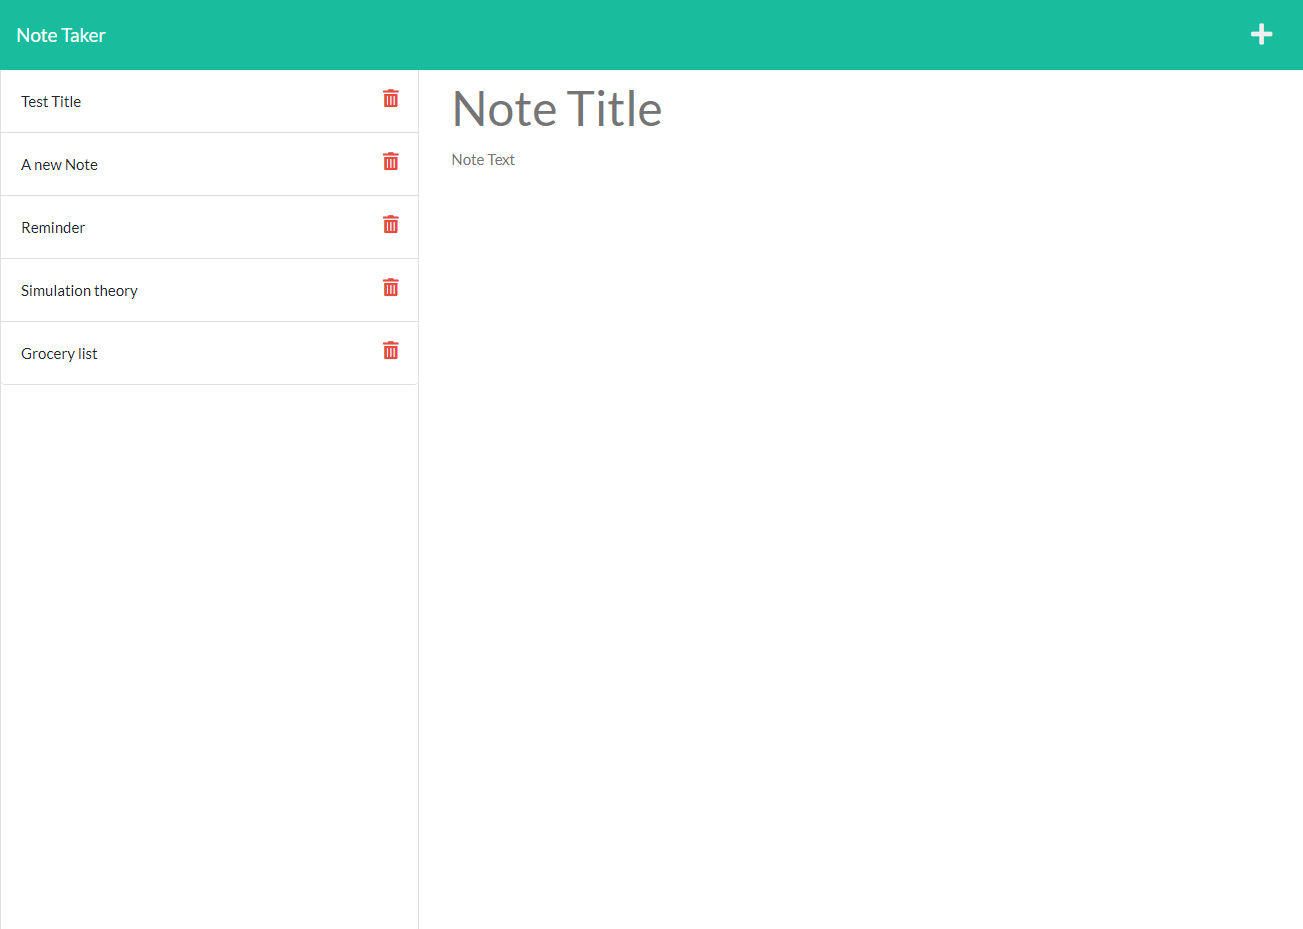 Note Taker
Test Title
A new Note
Reminder
Simulation theory
Grocery list
Note Title
Note Text